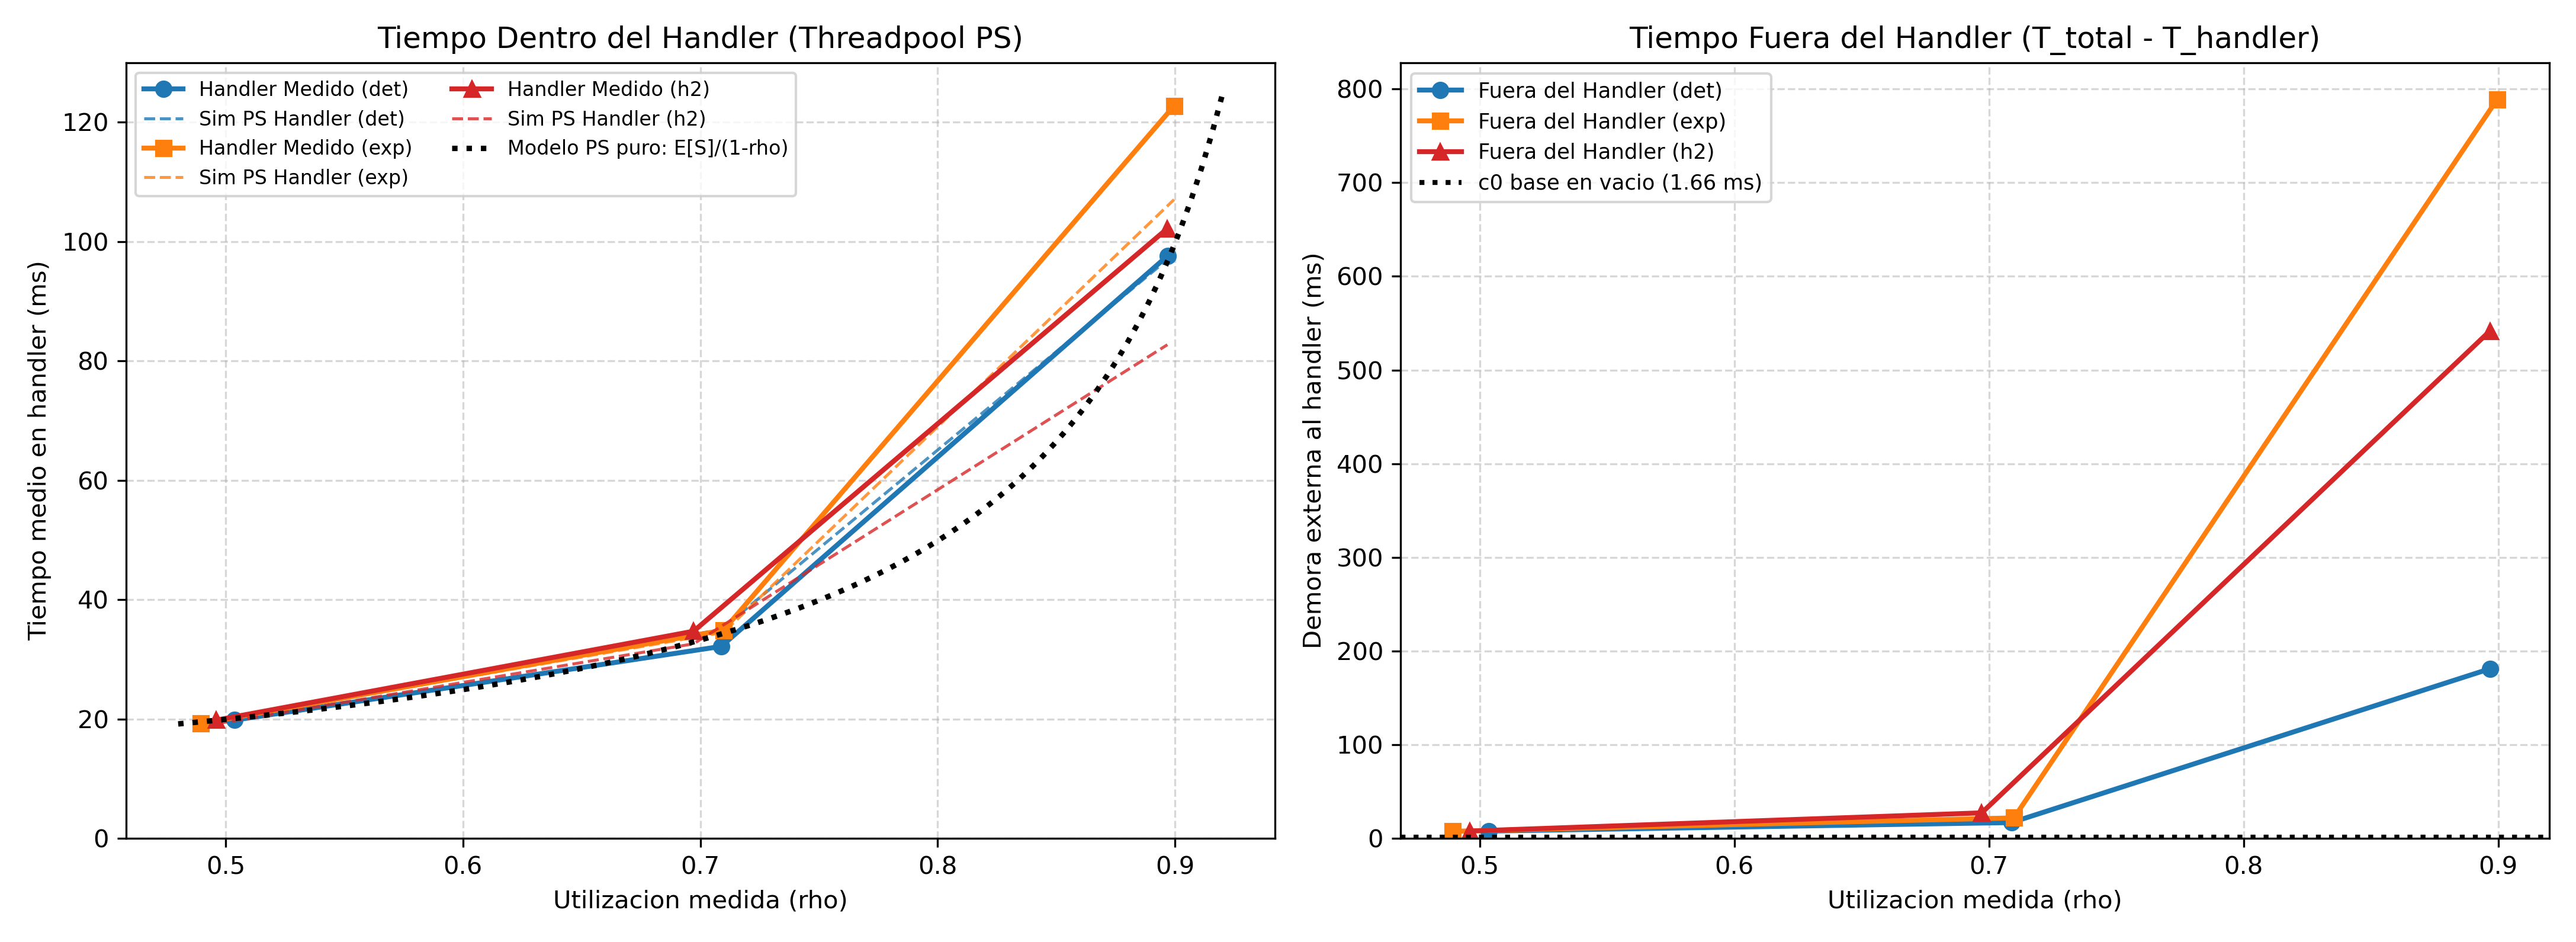 Tiempo Dentro del Handler (Threadpool PS)
Handler Medido (det)
Sim PS Handler (det)
Handler Medido (exp)
Sim PS Handler (exp)
Handler Medido (h2)
Sim PS Handler (h2)
Modelo PS puro: E[S]/(1-rho)
Tiempo medio en handler (ms)
120
100
80
60
40
20
0
0.5
0.6
0.7
0.8
0.9
Utilizacion medida (rho)
Tiempo Fuera del Handler (T_total - T_handler)
Fuera del Handler (det)
Fuera del Handler (exp)
Fuera del Handler (h2)
c0 base en vacio (1.66 ms)
Demora externa al handler (ms)
800
700
600
500
400
300
200
100
0
0.5
0.6
0.7
0.8
0.9
Utilizacion medida (rho)